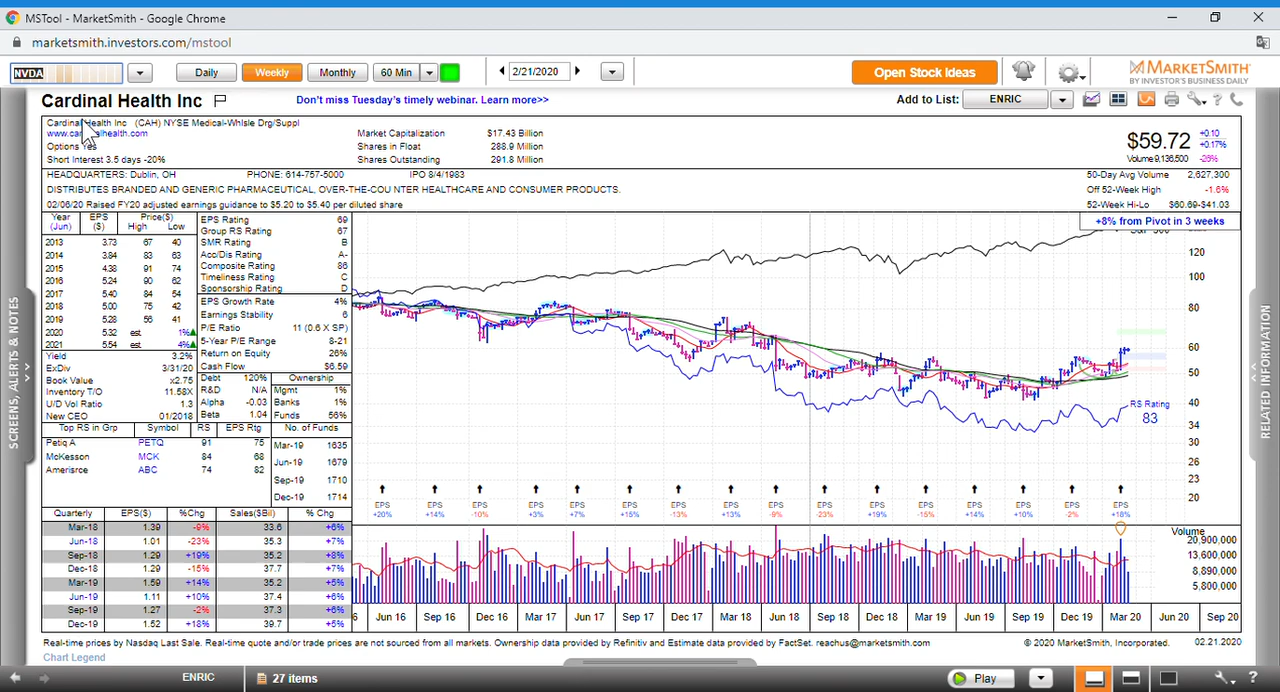 MSTool - MarketSmith - Google Chrome
marketsmith.investors.com/mstool
NVDA Daily Weekly Monthly 60 Min 2/21/2020 Open Stock Ideas MARKETSMITH
BY INVESTOR'S BUSINESS DAILY
Cardinal Health Inc Don't miss Tuesday's timely webinar. Learn more>> Add to List: ENRIC
Cardinal Health Inc (CAH) NYSE Medical-Whlsle Drg/Suppl
www.cardinalhealth.com Market Capitalization $17.43 Billion $59.72 +0.10
Options Yes Shares in Float 288.9 Million +0.17%
Short Interest 3.5 days -20% Shares Outstanding 291.8 Million Volume 9,136,500 -26%
HEADQUARTERS: Dublin, OH PHONE: 614-757-5000 IPO 8/4/1983 50-Day Avg Volume 2,627,300
DISTRIBUTES BRANDED AND GENERIC PHARMACEUTICAL, OVER-THE-COU NTER HEALTHCARE AND CONSUMER PRODUCTS. Off 52-Week High -1.6%
02/06/20 Raised FY20 adjusted earnings guidance to $5.20 to $5.40 per diluted share 52-Week Hi-Lo $60.69-$41.03
+8% from Pivot in 3 weeks
Year EPS Price($)
(Jun) ($) High Low
2013 3.73 67 40
2014 3.84 83 63
2015 4.38 91 74
2016 5.24 90 62
2017 5.40 84 54
2018 5.00 75 42
2019 5.28 56 41
2020 5.32 est 1%
2021 5.54 est 4%
Yield 3.2%
ExDiv 3/31/20
Book Value x2.75
Inventory T/O 11.58X
U/D Vol Ratio 1.3
New CEO 01/2018
EPS Rating 69
Group RS Rating 67
SMR Rating B
Acc/Dis Rating A-
Composite Rating 86
Timeliness Rating C
Sponsorship Rating D
EPS Growth Rate 4%
Earnings Stability 6
P/E Ratio 11 (0.6 X SP)
5-Year P/E Range 8-21
Return on Equity 26%
Cash Flow $6.59
Debt 120% Ownership
R&D N/A Mgmt 1%
Alpha -0.03 Banks 1%
Beta 1.04 Funds 56%
Top RS in Grp Symbol RS EPS Rtg No. of Funds
Petiq A PETQ 91 75
McKesson MCK 84 68
Amerisrce ABC 74 82
Mar-19 1635
Jun-19 1679
Sep-19 1710
Dec-19 1714
Quarterly EPS($) %Chg Sales($Bil) % Chg
Mar-18 1.39 -9% 33.6 +6%
Jun-18 1.01 -23% 35.3 +7%
Sep-18 1.29 +19% 35.2 +8%
Dec-18 1.29 -15% 37.7 +7%
Mar-19 1.59 +14% 35.2 +5%
Jun-19 1.11 +10% 37.4 +6%
Sep-19 1.27 -2% 37.3 +6%
Dec-19 1.52 +18% 39.7 +5%
120
100
80
60
50
40
34
30
26
23
20
RS Rating
83
EPS EPS EPS EPS EPS EPS EPS EPS EPS EPS EPS EPS EPS EPS EPS EPS
+20% +14% -10% +3% +7% +15% -13% +13% -9% -23% +19% -15% +14% +10% -2% +18%
Volume
20,900,000
13,600,000
8,890,000
5,800,000
6 Jun 16 Sep 16 Dec 16 Mar 17 Jun 17 Sep 17 Dec 17 Mar 18 Jun 18 Sep 18 Dec 18 Mar 19 Jun 19 Sep 19 Dec 19 Mar 20 Jun 20 Sep 20
Real-time prices by Nasdaq Last Sale. Real-time quote and/or trade prices are not sourced from all markets. Ownership data provided by Refinitiv and Estimate data provided by FactSet. reachus@marketsmith.com © 2020 MarketSmith, Incorporated. 02.21.2020
Chart Legend
SCREENS, ALERTS & NOTES
RELATED INFORMATION
ENRIC 27 items Play